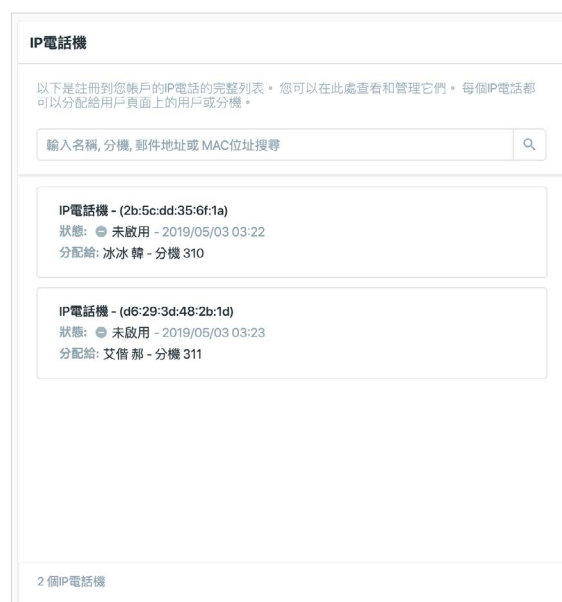 IP電話機
以下是註冊到您帳戶的IP電話的完整列表。 您可以在此處查看和管理它們。 每個IP電話都
可以分配給用戶頁面上的用戶或分機。
輸入名稱, 分機, 郵件地址或 MAC位址搜尋
IP電話機 - (2b:5c:dd:35:6f:1a)
狀態: 未啟用 - 2019/05/03 03:22
分配給: 冰冰 韓 - 分機 310
IP電話機 - (d6:29:3d:48:2b:1d)
狀態: 未啟用 - 2019/05/03 03:23
分配給: 艾偕 郝 - 分機 311
2 個IP電話機